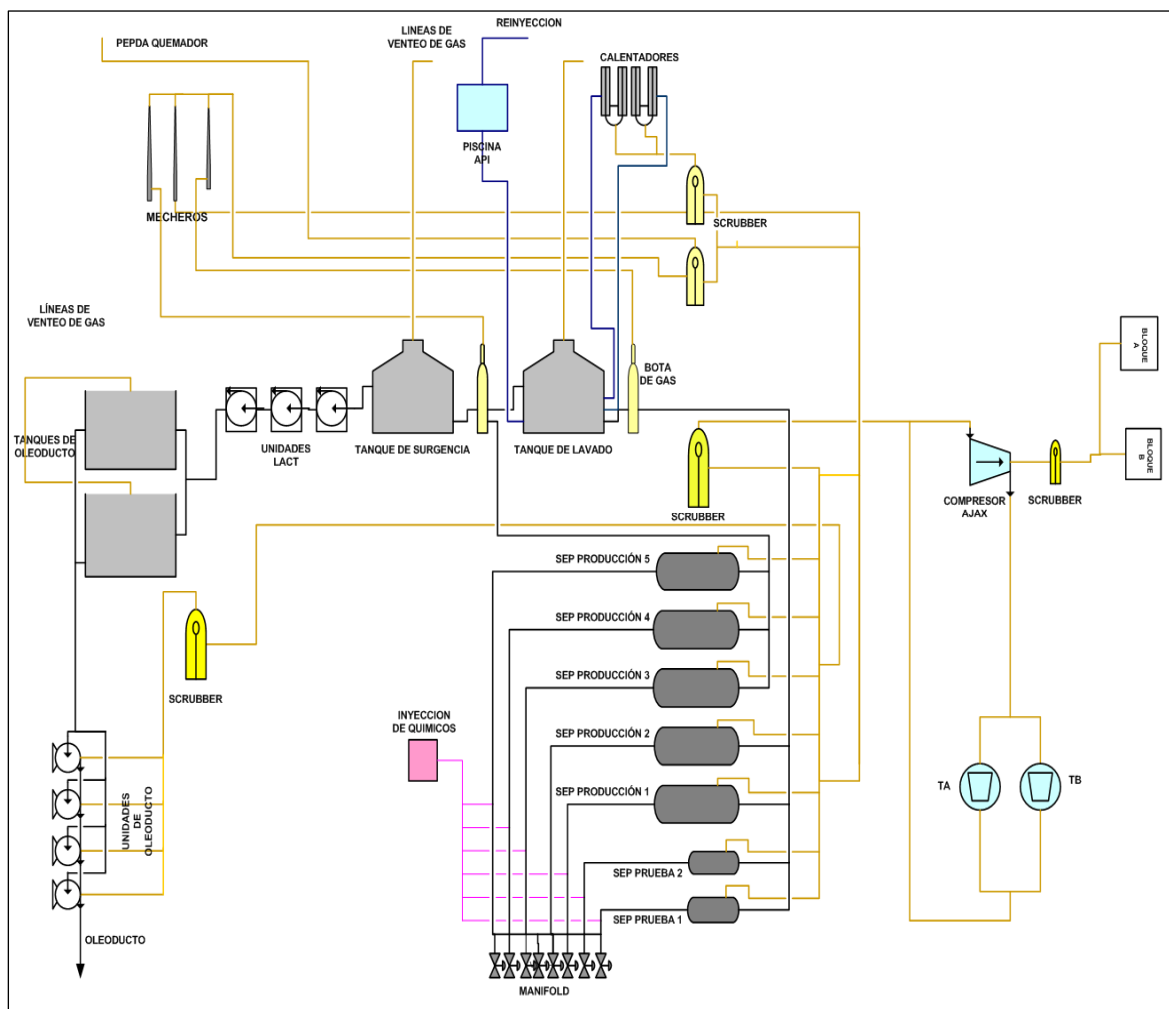 REINYECCION
PEPDA QUEMADOR
LINEAS DE
VENTEO DE GAS
CALENTADORES
PISCINA
API
MECHEROS
SCRUBBER
LÍNEAS DE
VENTEO DE GAS
BLOQUE
A
BOTA
DE GAS
TANQUES DE
OLEODUCTO
UNIDADES
LACT
TANQUE DE SURGENCIA
TANQUE DE LAVADO
BLOQUE
B
COMPRESOR
AJAX
SCRUBBER
SCRUBBER
SEP PRODUCCIÓN 5
SEP PRODUCCIÓN 4
SEP PRODUCCIÓN 3
SCRUBBER
INYECCION
DE QUIMICOS
SEP PRODUCCIÓN 2
SEP PRODUCCIÓN 1
TA
TB
UNIDADES
DE
OLEODUCTO
SEP PRUEBA 2
SEP PRUEBA 1
OLEODUCTO
MANIFOLD